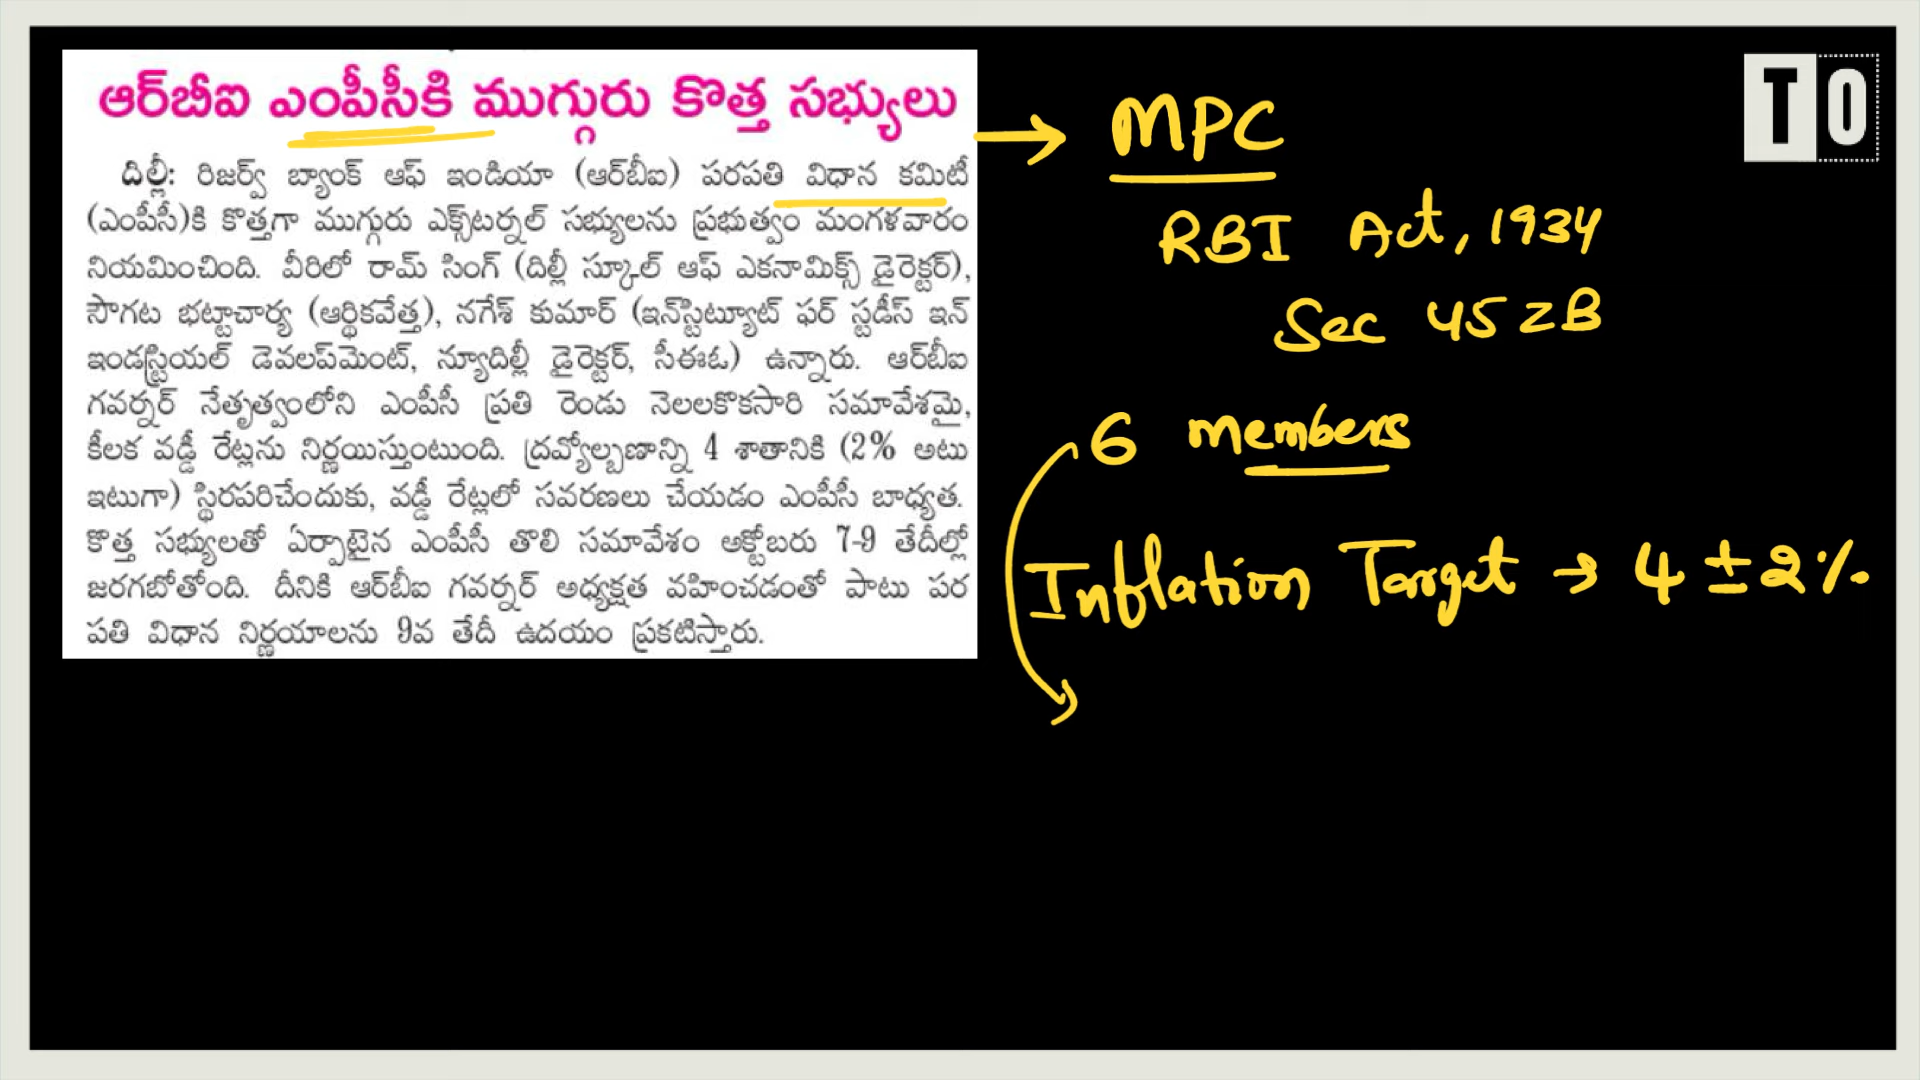 ఆర్‌బీఐ ఎంపీసీకి ముగ్గురు కొత్త సభ్యులు
దిల్లీ: రిజర్వ్ బ్యాంక్ ఆఫ్ ఇండియా (ఆర్‌బీఐ) పరపతి విధాన కమిటీ
(ఎంపీసీ)కి కొత్తగా ముగ్గురు ఎక్స్‌టర్నల్ సభ్యులను ప్రభుత్వం మంగళవారం
నియమించింది. వీరిలో రామ్ సింగ్ (దిల్లీ స్కూల్ ఆఫ్ ఎకనామిక్స్ డైరెక్టర్),
సౌగట భట్టాచార్య (ఆర్థికవేత్త), నగేశ్ కుమార్ (ఇన్‌స్టిట్యూట్ ఫర్ స్టడీస్ ఇన్
ఇండస్ట్రియల్ డెవలప్‌మెంట్, న్యూదిల్లీ డైరెక్టర్, సీఈఓ) ఉన్నారు. ఆర్‌బీఐ
గవర్నర్ నేతృత్వంలోని ఎంపీసీ ప్రతి రెండు నెలలకొకసారి సమావేశమై,
కీలక వడ్డీ రేట్లను నిర్ణయిస్తుంటుంది. ద్రవ్యోల్బణాన్ని 4 శాతానికి (2% అటు
ఇటుగా) స్థిరపరిచేందుకు, వడ్డీ రేట్లలో సవరణలు చేయడం ఎంపీసీ బాధ్యత.
కొత్త సభ్యులతో ఏర్పాటైన ఎంపీసీ తొలి సమావేశం అక్టోబరు 7-9 తేదీల్లో
జరగబోతోంది. దీనికి ఆర్‌బీఐ గవర్నర్ అధ్యక్షత వహించడంతో పాటు పర
పతి విధాన నిర్ణయాలను 9వ తేదీ ఉదయం ప్రకటిస్తారు.
MPC
RBI Act, 1934
Sec 45ZB
6 members
Inflation Target → 4 ± 2%
TO